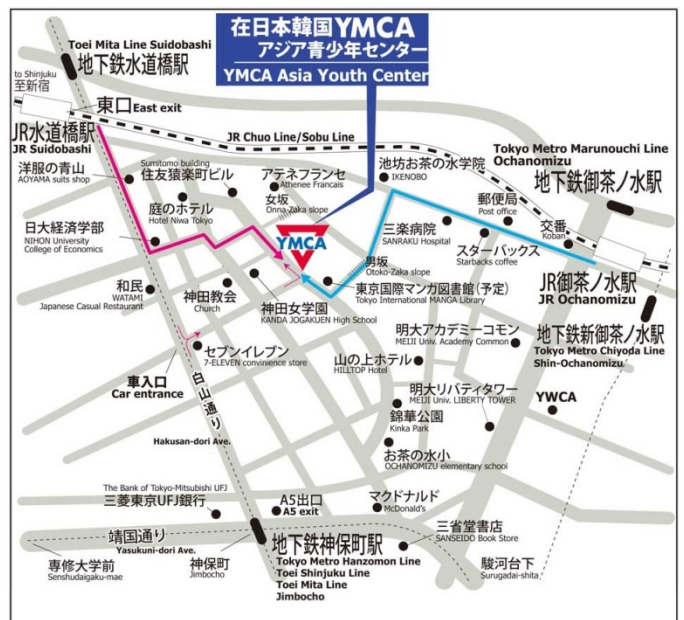 在日本韓国YMCA
アジア青少年センター
YMCA Asia Youth Center
Toei Mita Line Suidobashi
地下鉄水道橋駅
to Shinjuku
至新宿
東口East exit
JR水道橋駅
JR Suidobashi
JR Chuo Line/Sobu Line
Tokyo Metro Marunouchi Line
Ochanomizu
地下鉄御茶ノ水駅
洋服の青山
AOYAMA suits shop
Sumitomo building
住友猿楽町ビル
アテネフランセ
Athenee Francais
池坊お茶の水学院
IKENOBO
女坂
Onna-Zaka slope
庭のホテル
Hotel Niwa Tokyo
郵便局
Post office
交番
Koban
三楽病院
SANRAKU Hospital
スターバックス
Starbacks coffee
日大経済学部
NIHON University
College of Economics
YMCA
男坂
Otoko-Zaka slope
JR御茶ノ水駅
JR Ochanomizu
東京国際マンガ図書館(予定)
Tokyo International MANGA Library
和民
WATAMI
Japanese Casual Restaurant
神田教会
Church
神田女学園
KANDA JOGAKUEN High School
地下鉄新御茶ノ水駅
Tokyo Metro Chiyoda Line
Shin-Ochanomizu
明大アカデミーコモン
MEIJI Univ. Academy Common
セブンイレブン
7-ELEVEN convinience store
山の上ホテル
HILLTOP Hotel
車入口
Car entrance
白山通り
Hakusan-dori Ave.
明大リバティタワー
MEIJI Univ. LIBERTY TOWER
YWCA
錦華公園
Kinka Park
お茶の水小
OCHANOMIZU elementary school
The Bank of Tokyo-Mitsubishi UFJ
三菱東京UFJ銀行
A5出口
A5 exit
マクドナルド
McDonald's
靖国通り
Yasukuni-dori Ave.
三省堂書店
SANSEIDO Book Store
専修大学前
Senshudaigaku-mae
神保町
Jimbocho
地下鉄神保町駅
Tokyo Metro Hanzomon Line
Toei Shinjuku Line
Toei Mita Line
Jimbocho
駿河台下
Surugadai-shita